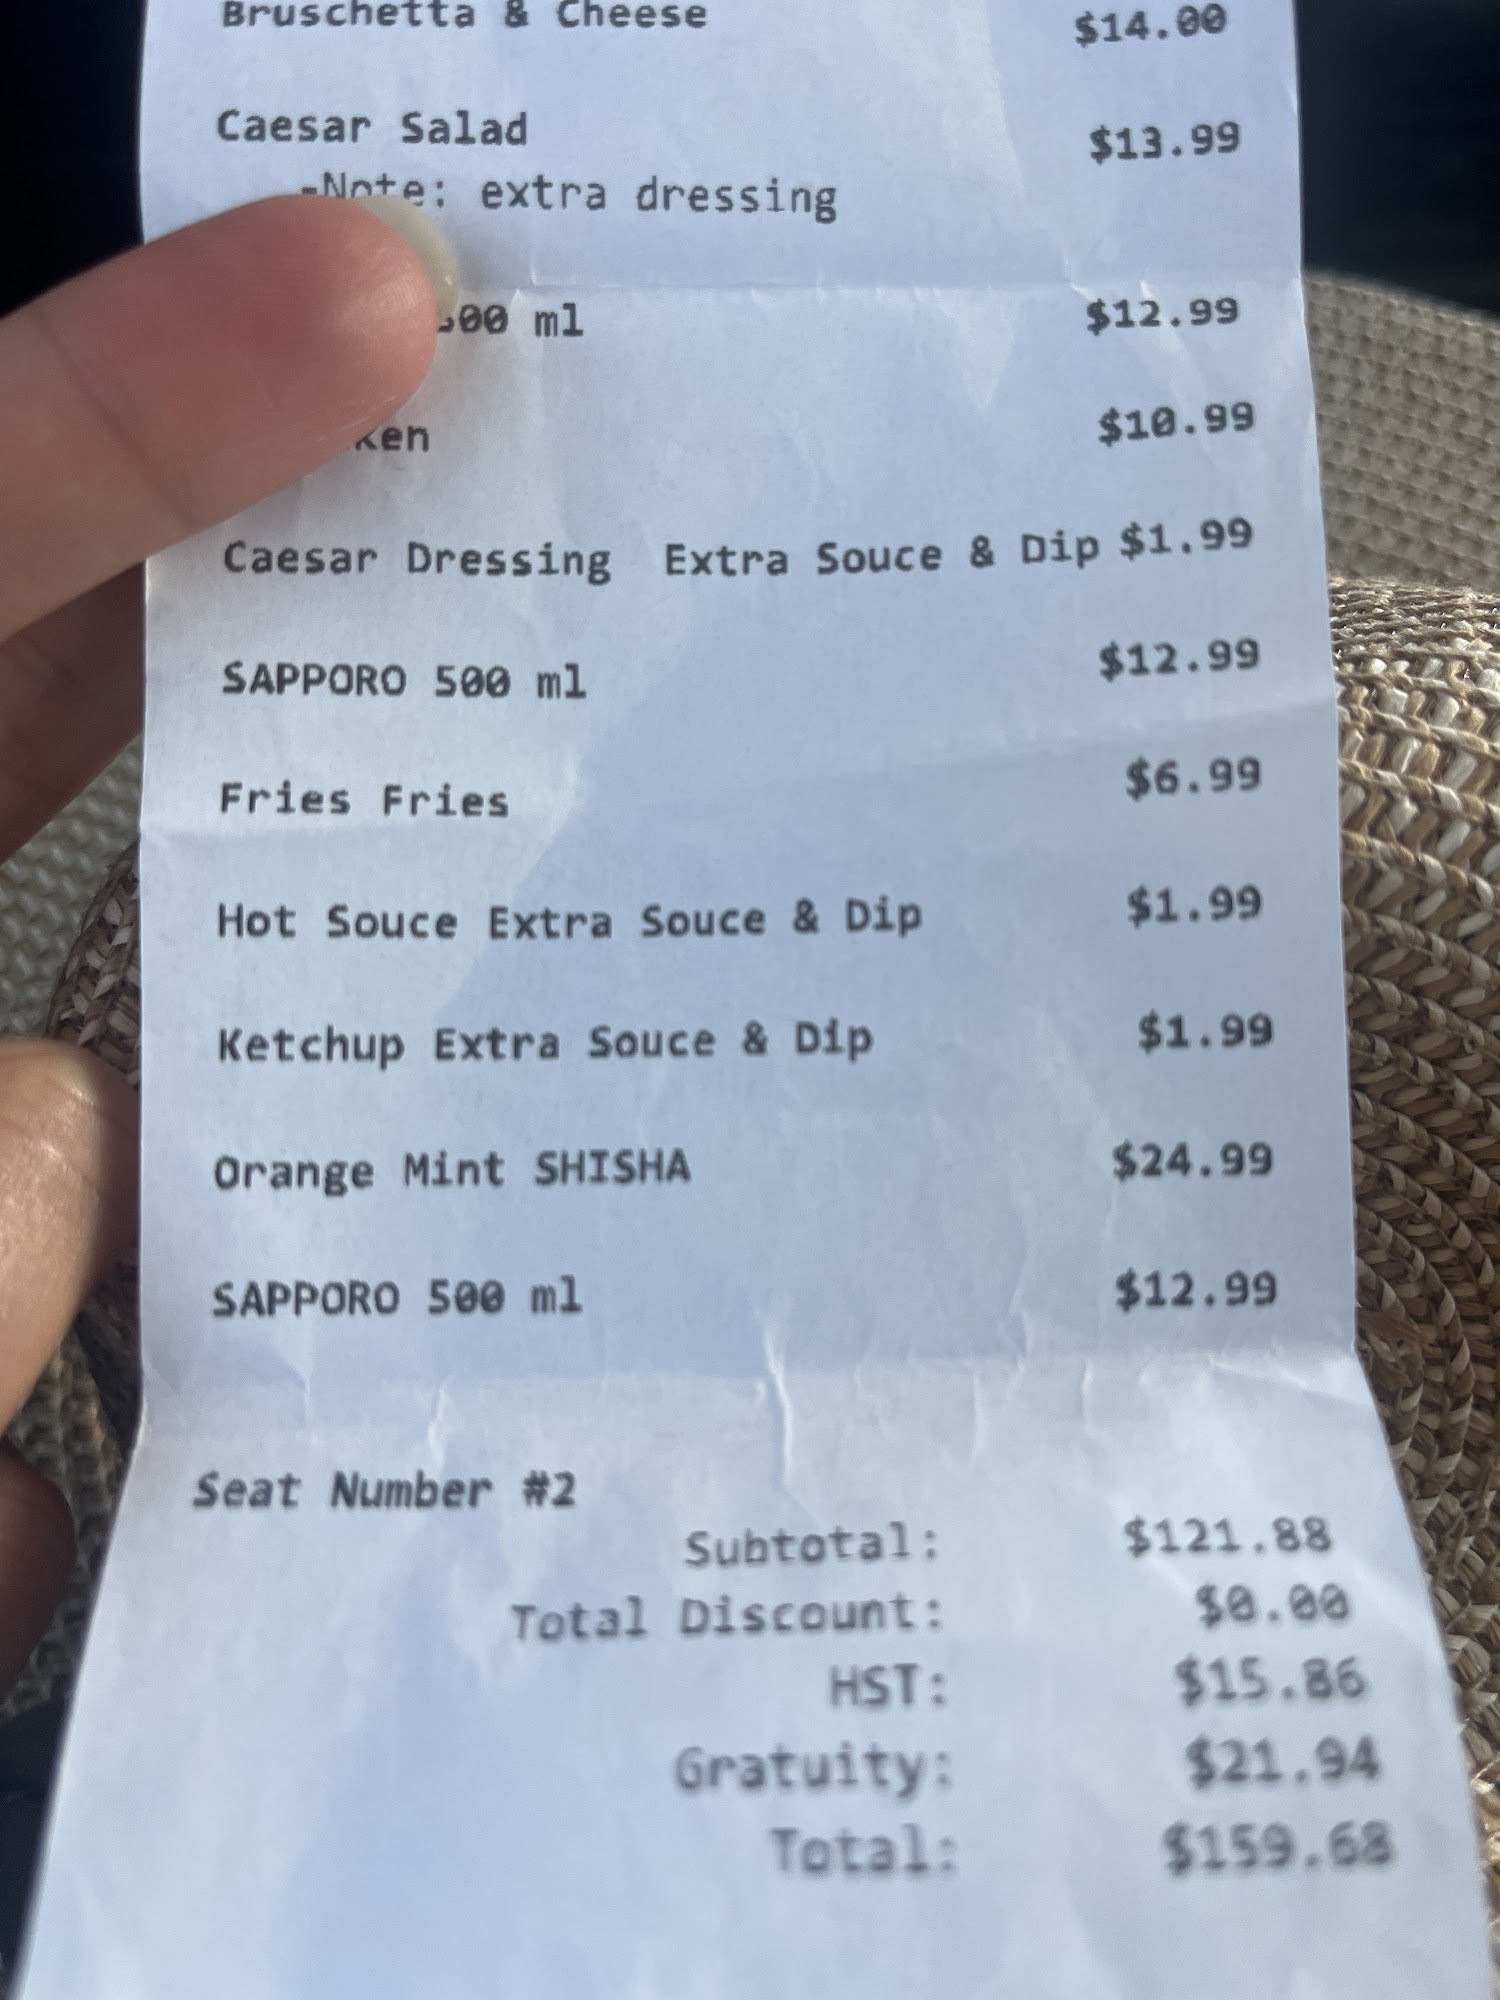 Bruschetta & Cheese $14.00
Caesar Salad $13.99
-Note: extra dressing
00 ml $12.99
ken $10.99
Caesar Dressing Extra Souce & Dip $1.99
SAPPORO 500 ml $12.99
Fries Fries $6.99
Hot Souce Extra Souce & Dip $1.99
Ketchup Extra Souce & Dip $1.99
Orange Mint SHISHA $24.99
SAPPORO 500 ml $12.99
Seat Number #2
Subtotal: $121.88
Total Discount: $0.00
HST: $15.86
Gratuity: $21.94
Total: $159.68